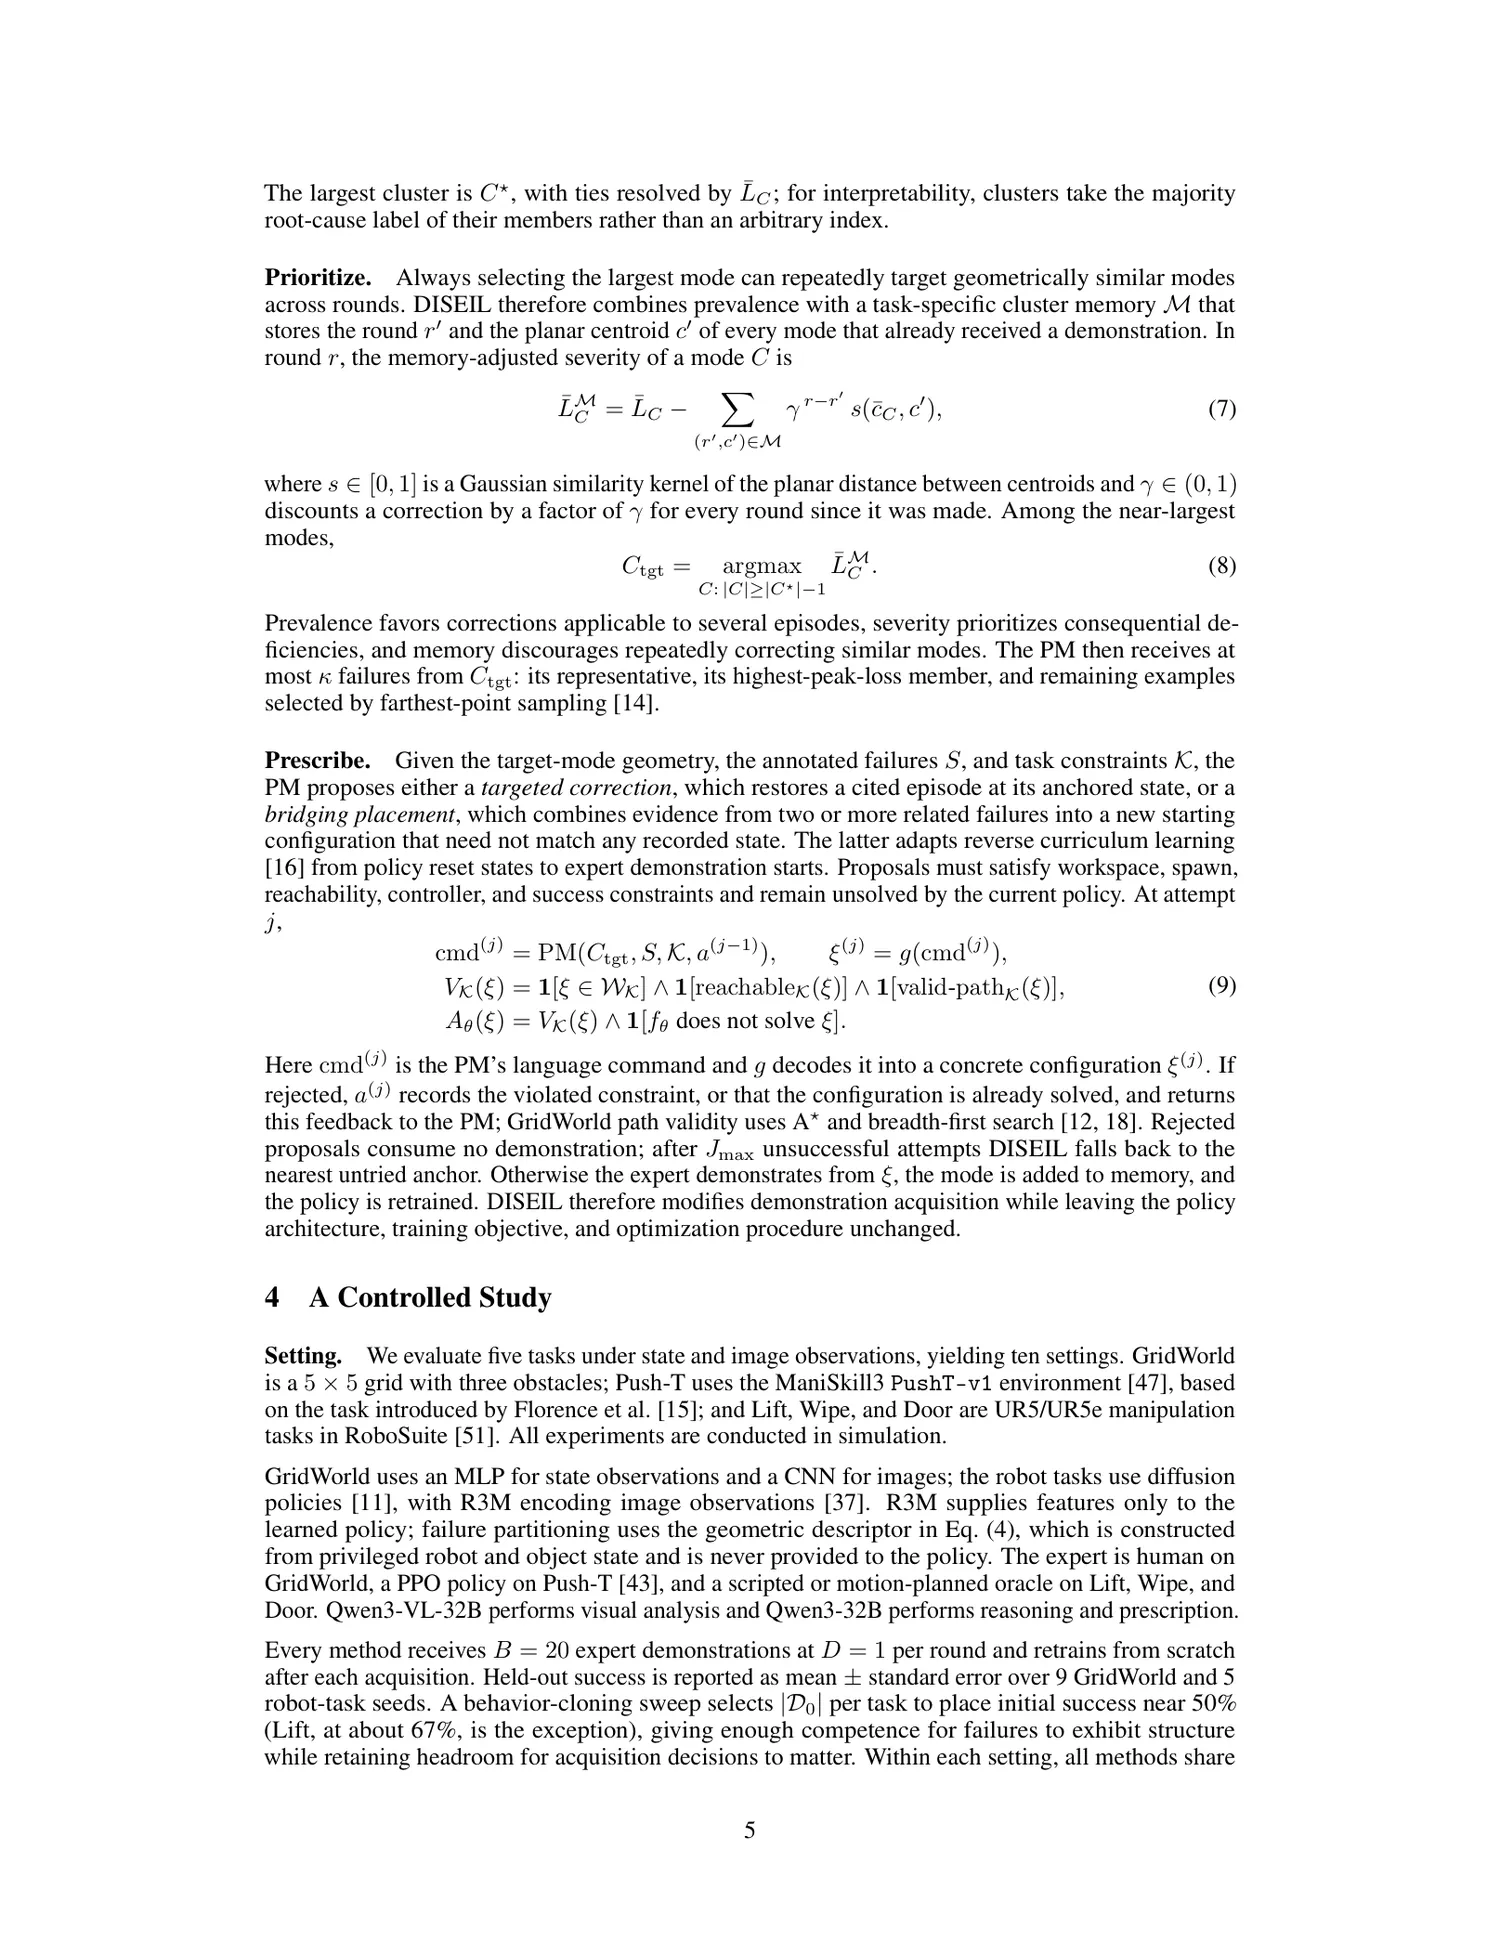 The largest cluster is C⋆, with ties resolved by L̄_C; for interpretability, clusters take the majority
root-cause label of their members rather than an arbitrary index.
Prioritize. Always selecting the largest mode can repeatedly target geometrically similar modes
across rounds. DISEIL therefore combines prevalence with a task-specific cluster memory ℳ that
stores the round r′ and the planar centroid c′ of every mode that already received a demonstration. In
round r, the memory-adjusted severity of a mode C is
L̄_C^ℳ = L̄_C − ∑_{(r′,c′)∈ℳ} γ^{r−r′} s(c̄_C, c′), (7)
where s ∈ [0, 1] is a Gaussian similarity kernel of the planar distance between centroids and γ ∈ (0, 1)
discounts a correction by a factor of γ for every round since it was made. Among the near-largest
modes,
C_tgt = argmax_{C: |C|≥|C⋆|−1} L̄_C^ℳ. (8)
Prevalence favors corrections applicable to several episodes, severity prioritizes consequential de-
ficiencies, and memory discourages repeatedly correcting similar modes. The PM then receives at
most κ failures from C_tgt: its representative, its highest-peak-loss member, and remaining examples
selected by farthest-point sampling [14].
Prescribe. Given the target-mode geometry, the annotated failures S, and task constraints 𝒦, the
PM proposes either a targeted correction, which restores a cited episode at its anchored state, or a
bridging placement, which combines evidence from two or more related failures into a new starting
configuration that need not match any recorded state. The latter adapts reverse curriculum learning
[16] from policy reset states to expert demonstration starts. Proposals must satisfy workspace, spawn,
reachability, controller, and success constraints and remain unsolved by the current policy. At attempt
j,
cmd^(j) = PM(C_tgt, S, 𝒦, a^(j−1)), ξ^(j) = g(cmd^(j)),
V_𝒦(ξ) = 1[ξ ∈ 𝒲_𝒦] ∧ 1[reachable_𝒦(ξ)] ∧ 1[valid-path_𝒦(ξ)], (9)
A_θ(ξ) = V_𝒦(ξ) ∧ 1[f_θ does not solve ξ].
Here cmd^(j) is the PM's language command and g decodes it into a concrete configuration ξ^(j). If
rejected, a^(j) records the violated constraint, or that the configuration is already solved, and returns
this feedback to the PM; GridWorld path validity uses A⋆ and breadth-first search [12, 18]. Rejected
proposals consume no demonstration; after J_max unsuccessful attempts DISEIL falls back to the
nearest untried anchor. Otherwise the expert demonstrates from ξ, the mode is added to memory, and
the policy is retrained. DISEIL therefore modifies demonstration acquisition while leaving the policy
architecture, training objective, and optimization procedure unchanged.
4 A Controlled Study
Setting. We evaluate five tasks under state and image observations, yielding ten settings. GridWorld
is a 5 × 5 grid with three obstacles; Push-T uses the ManiSkill3 PushT-v1 environment [47], based
on the task introduced by Florence et al. [15]; and Lift, Wipe, and Door are UR5/UR5e manipulation
tasks in RoboSuite [51]. All experiments are conducted in simulation.
GridWorld uses an MLP for state observations and a CNN for images; the robot tasks use diffusion
policies [11], with R3M encoding image observations [37]. R3M supplies features only to the
learned policy; failure partitioning uses the geometric descriptor in Eq. (4), which is constructed
from privileged robot and object state and is never provided to the policy. The expert is human on
GridWorld, a PPO policy on Push-T [43], and a scripted or motion-planned oracle on Lift, Wipe, and
Door. Qwen3-VL-32B performs visual analysis and Qwen3-32B performs reasoning and prescription.
Every method receives B = 20 expert demonstrations at D = 1 per round and retrains from scratch
after each acquisition. Held-out success is reported as mean ± standard error over 9 GridWorld and 5
robot-task seeds. A behavior-cloning sweep selects |𝒟₀| per task to place initial success near 50%
(Lift, at about 67%, is the exception), giving enough competence for failures to exhibit structure
while retaining headroom for acquisition decisions to matter. Within each setting, all methods share
5